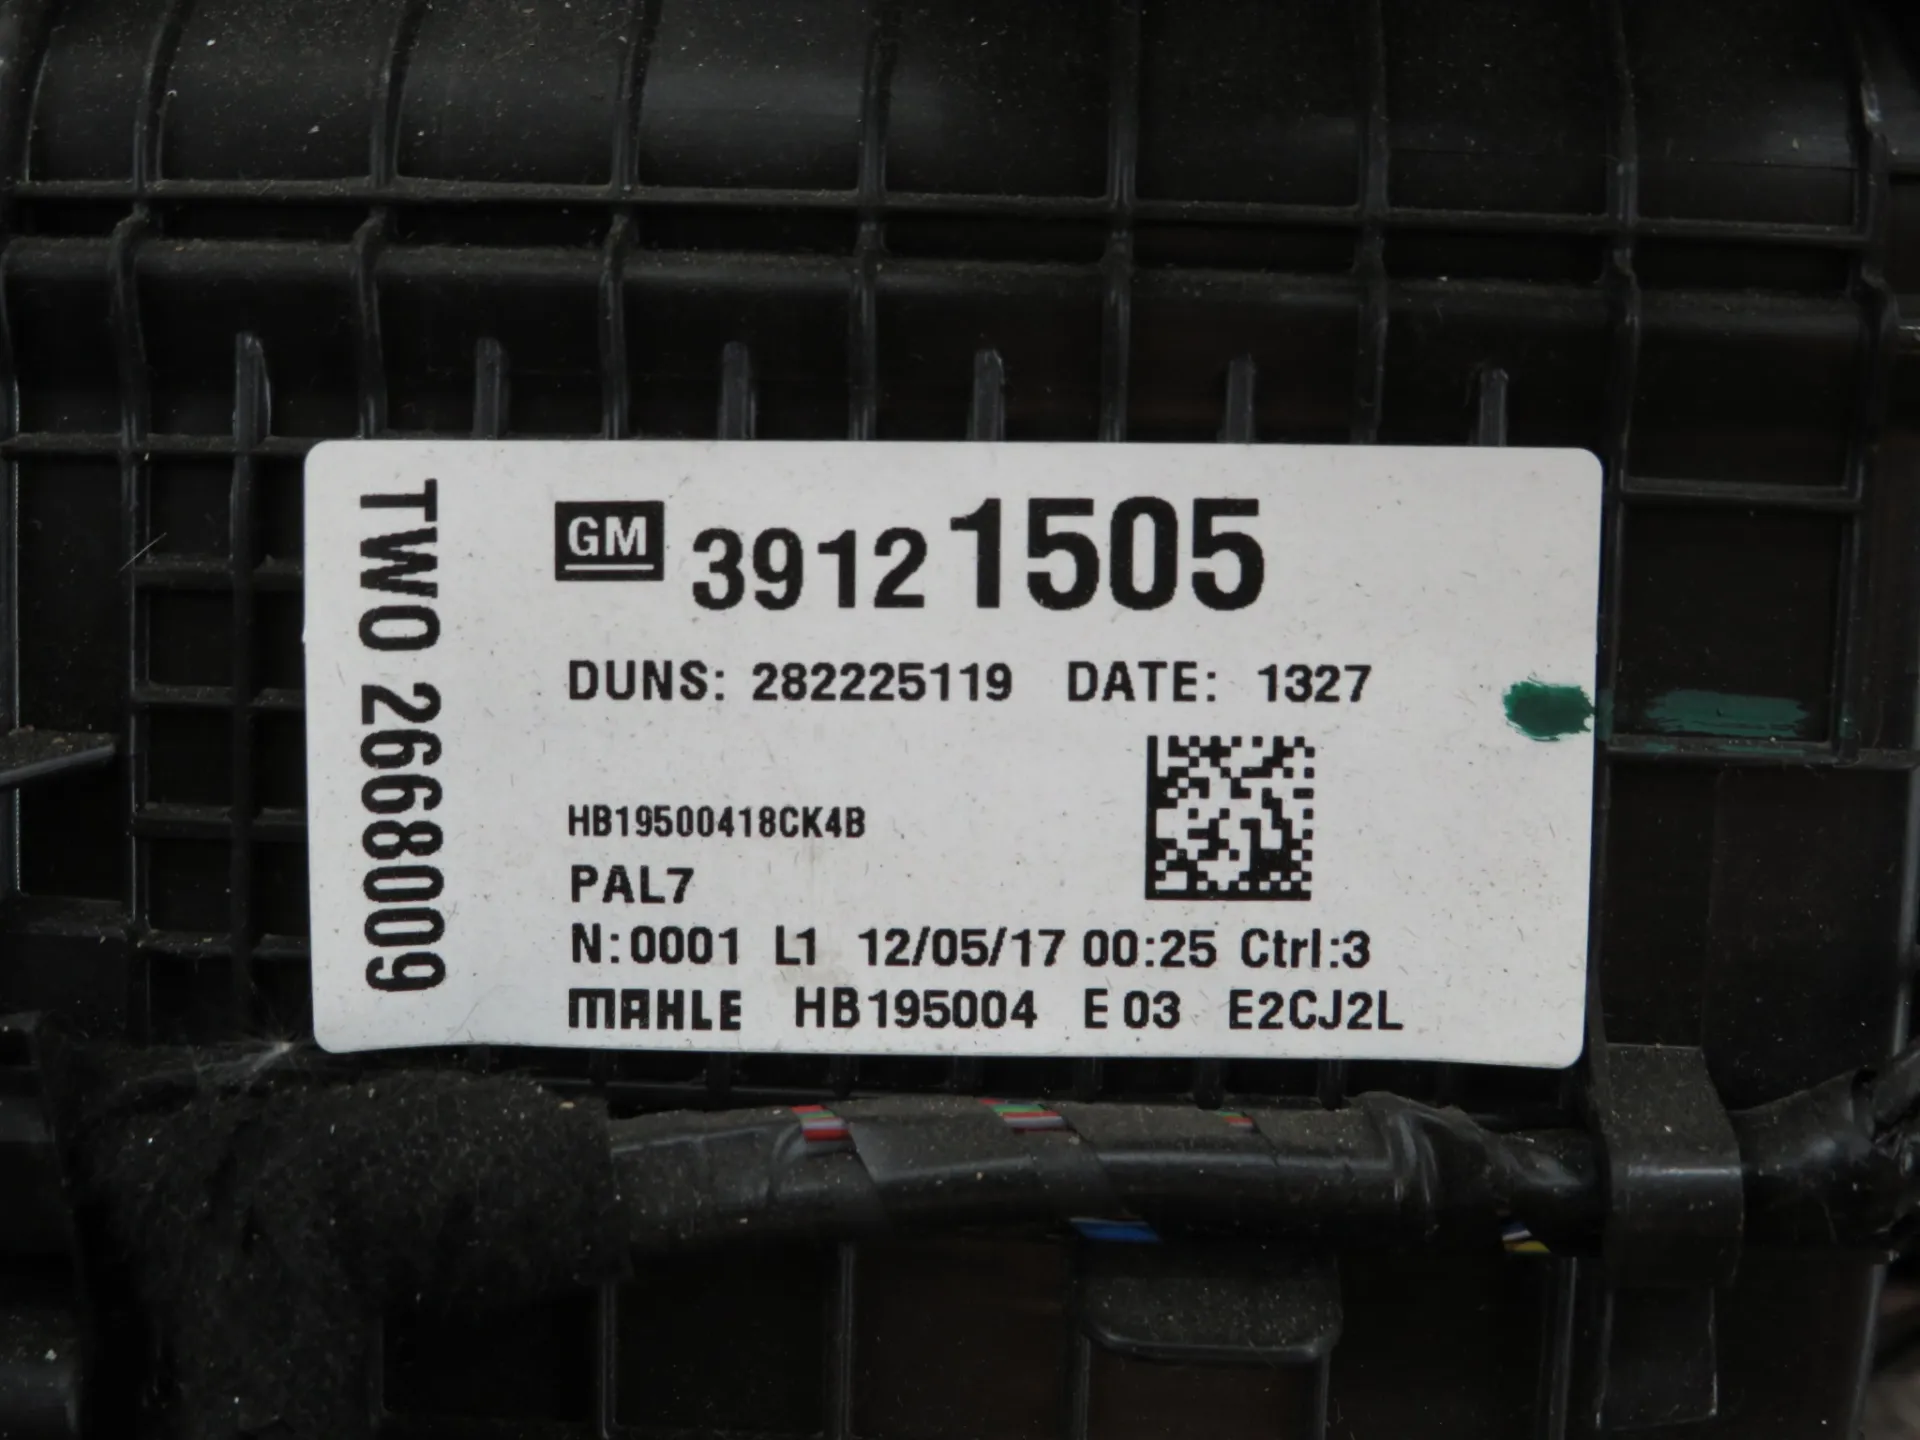 TWO 2668009
GM 39121505
DUNS: 282225119 DATE: 1327
HB19500418CK4B
PAL7
N:0001 L1 12/05/17 00:25 Ctrl:3
MAHLE HB195004 E 03 E2CJ2L